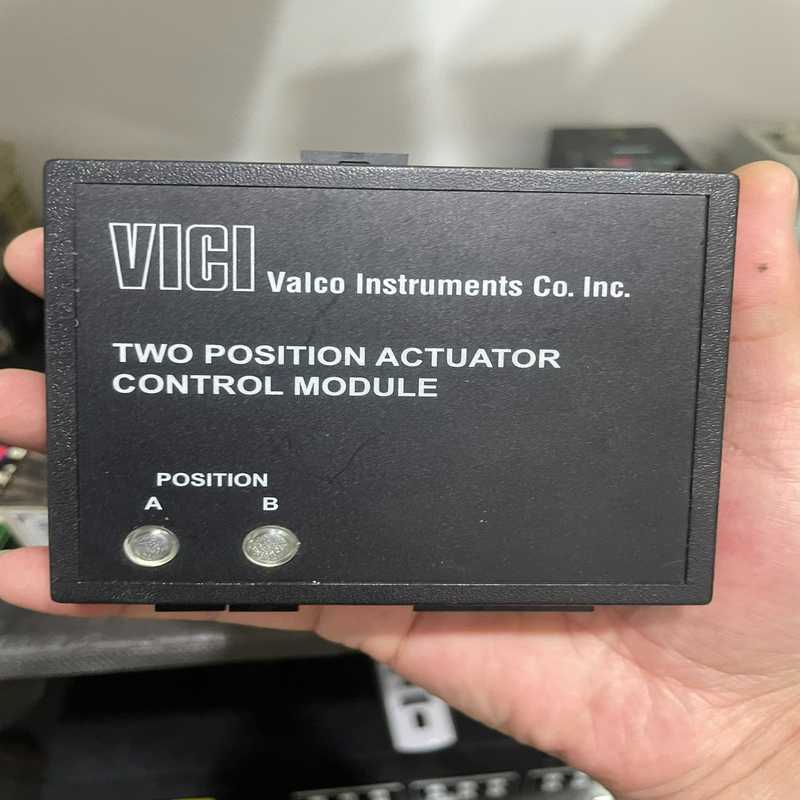 VICI Valco Instruments Co. Inc.
TWO POSITION ACTUATOR
CONTROL MODULE
POSITION
A B